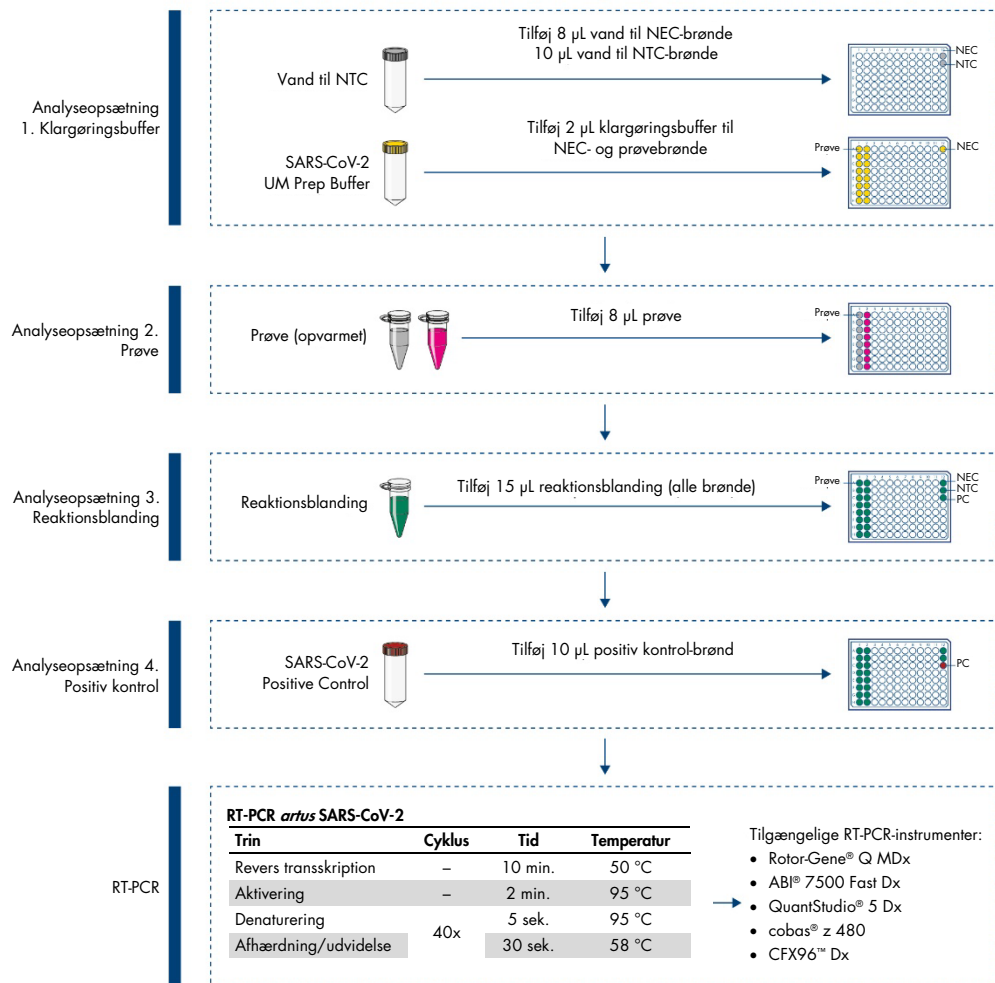 Analyseopsætning
1. Klargøringsbuffer
Vand til NTC
Tilføj 8 µL vand til NEC-brønde
10 µL vand til NTC-brønde
NEC
NTC
SARS-CoV-2
UM Prep Buffer
Tilføj 2 µL klargøringsbuffer til
NEC- og prøvebrønde
Prøve
NEC
Analyseopsætning 2.
Prøve
Prøve (opvarmet)
Tilføj 8 µL prøve
Prøve
Analyseopsætning 3.
Reaktionsblanding
Reaktionsblanding
Tilføj 15 µL reaktionsblanding (alle brønde)
Prøve
NEC
NTC
PC
Analyseopsætning 4.
Positiv kontrol
SARS-CoV-2
Positive Control
Tilføj 10 µL positiv kontrol-brønd
PC
RT-PCR
RT-PCR artus SARS-CoV-2
Trin Cyklus Tid Temperatur
Revers transskription – 10 min. 50 °C
Aktivering – 2 min. 95 °C
Denaturering 5 sek. 95 °C
40x
Afhærdning/udvidelse 30 sek. 58 °C
Tilgængelige RT-PCR-instrumenter:
• Rotor-Gene® Q MDx
• ABI® 7500 Fast Dx
• QuantStudio® 5 Dx
• cobas® z 480
• CFX96™ Dx